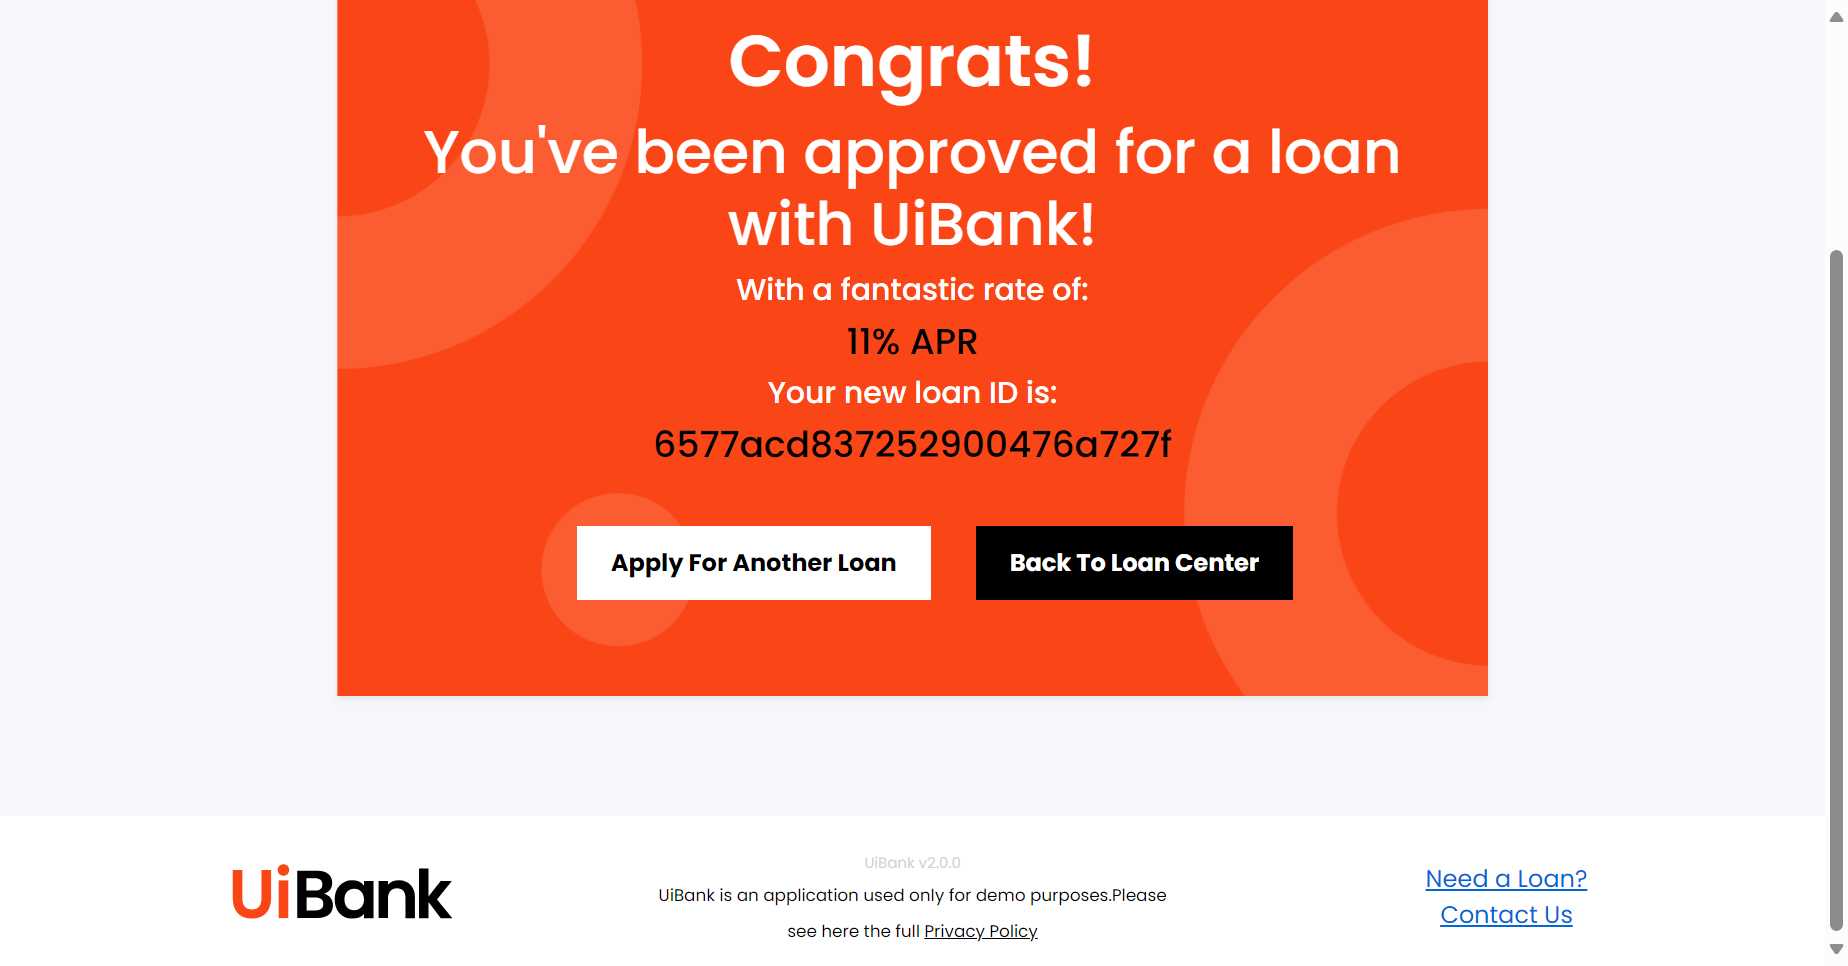 Congrats!
You've been approved for a loan
with UiBank!
With a fantastic rate of:
11% APR
Your new loan ID is:
6577acd837252900476a727f
Apply For Another Loan
Back To Loan Center
UiBank
UiBank v2.0.0
UiBank is an application used only for demo purposes.Please
see here the full Privacy Policy
Need a Loan?
Contact Us